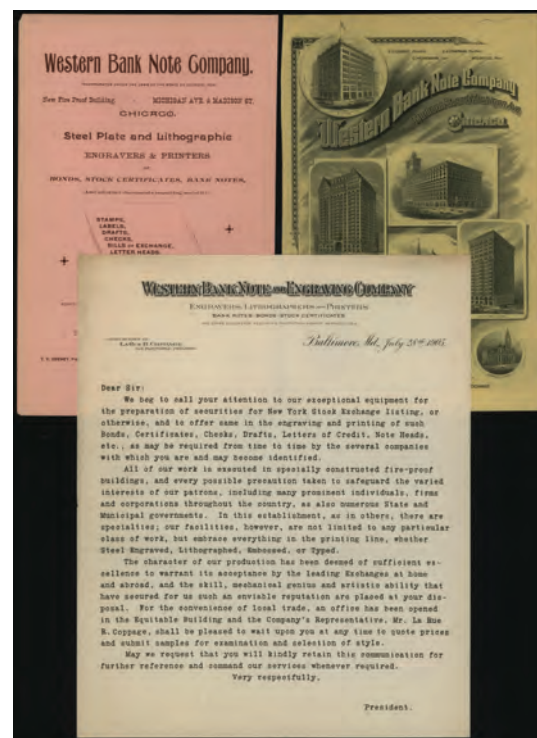 Western Bank Note Company.
New Fire Proof Building. MICHIGAN AVE. & MADISON ST.
CHICAGO.
Steel Plate and Lithographic
ENGRAVERS & PRINTERS
OF
BONDS, STOCK CERTIFICATES, BANK NOTES,
STAMPS,
LABELS,
DRAFTS,
CHECKS,
BILLS OF EXCHANGE,
LETTER HEADS,
Western Bank Note Company
CHICAGO.
WESTERN BANK NOTE AND ENGRAVING COMPANY
ENGRAVERS, LITHOGRAPHERS AND PRINTERS
BANK NOTES BONDS STOCK CERTIFICATES
Baltimore, Md. July 28th 1905
Dear Sir:
We beg to call your attention to our exceptional equipment for
the preparation of securities for New York Stock Exchange listing, or
otherwise, and to offer same in the engraving and printing of such
Bonds, Certificates, Checks, Drafts, Letters of Credit, Note Heads,
etc., as may be required from time to time by the several companies
with which you are and may become identified.
All of our work is executed in specially constructed fire-proof
buildings, and every possible precaution taken to safeguard the varied
interests of our patrons, including many prominent individuals, firms
and corporations throughout the country, as also numerous State and
Municipal governments. In this establishment, as in others, there are
specialties; our facilities, however, are not limited to any particular
class of work, but embrace everything in the printing line, whether
Steel Engraved, Lithographed, Embossed, or Typed.
The character of our production has been deemed of sufficient ex-
cellence to warrant its acceptance by the leading Exchanges at home
and abroad, and the skill, mechanical genius and artistic ability that
have secured for us such an enviable reputation are placed at your dis-
posal. For the convenience of local trade, an office has been opened
in the Equitable Building and the Company's Representative, Mr. La Rue
R. Coppage, shall be pleased to wait upon you at any time to quote prices
and submit samples for examination and selection of style.
May we request that you will kindly retain this communication for
further reference and command our services whenever required.
Very respectfully,
President.